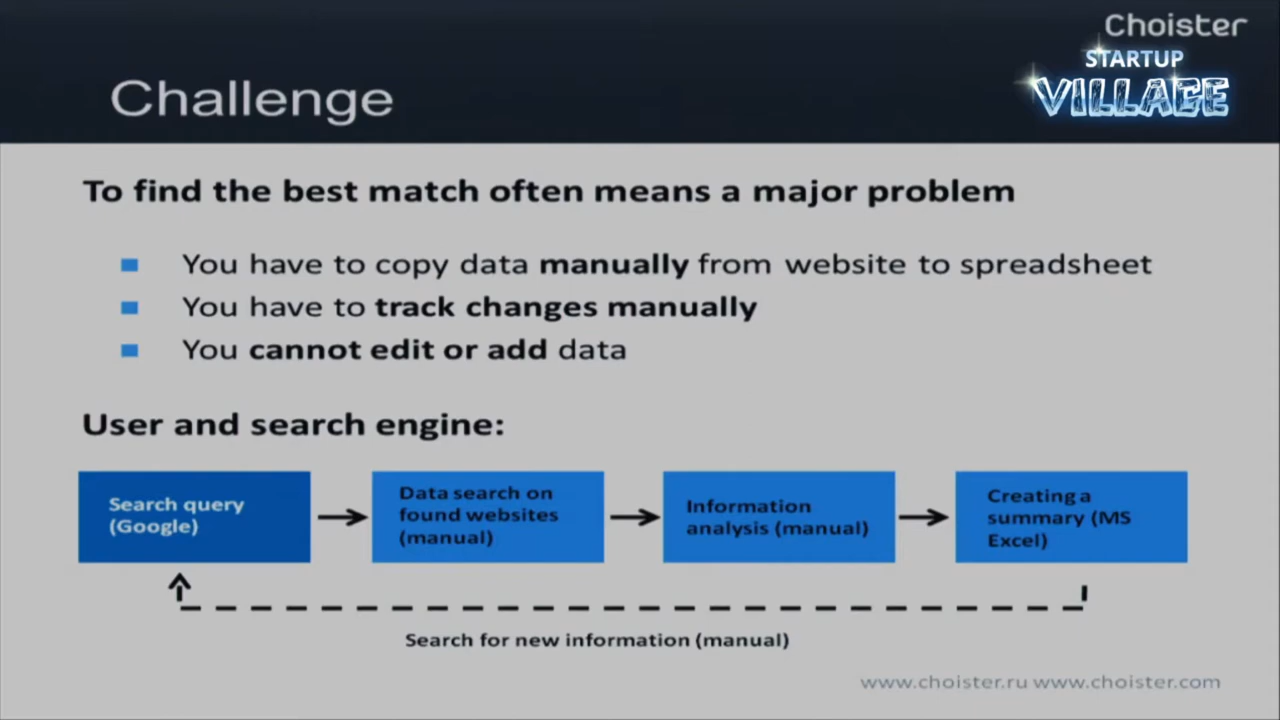 Choister
STARTUP
VILLAGE
Challenge
To find the best match often means a major problem
You have to copy data manually from website to spreadsheet
You have to track changes manually
You cannot edit or add data
User and search engine:
Search query
(Google)
Data search on
found websites
(manual)
Information
analysis (manual)
Creating a
summary (MS
Excel)
Search for new information (manual)
www.choister.ru www.choister.com